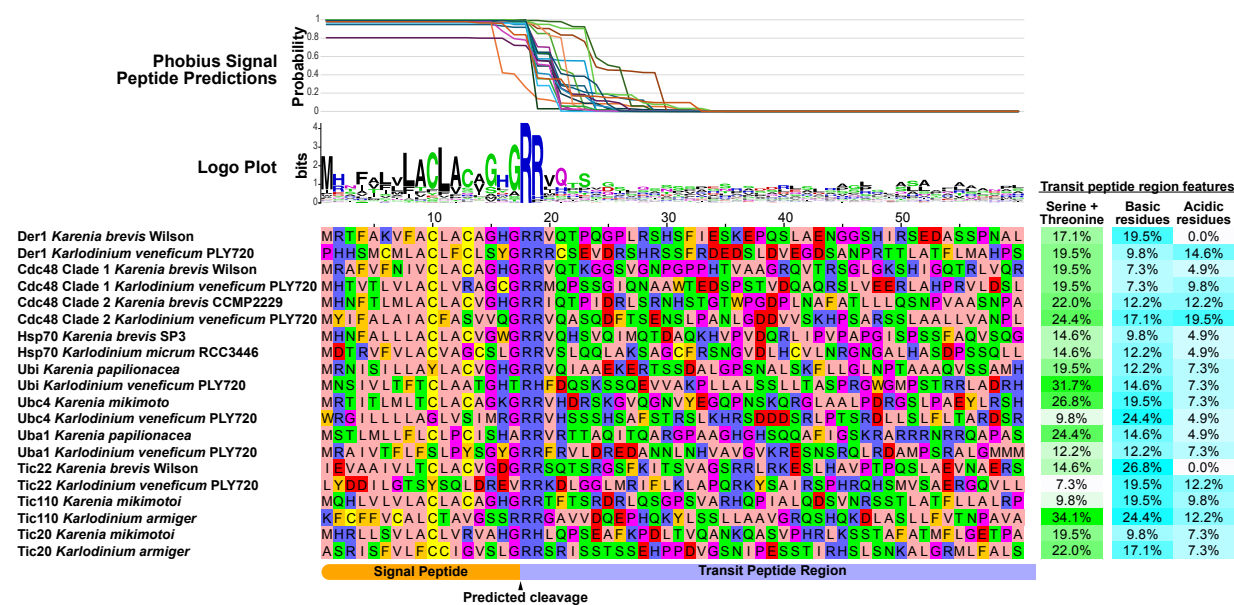 Phobius Signal
Peptide Predictions
Probability
1
0.8
0.6
0.4
0.2
0
Logo Plot
bits
4
3
2
1
0
Transit peptide region features
Serine + Threonine Basic residues Acidic residues
10 20 30 40 50
Der1 Karenia brevis Wilson MRTFAKVFACLACAGHGRRVQTPQGPLRSHSFIESKEPQSLAENGGSHIRSEDASSPNAL 17.1% 19.5% 0.0%
Der1 Karlodinium veneficum PLY720 PHHSMCMLACLFCLSYGRRRCSEVDRSHRSSFRDEDSLDVEGDSANPRTTLATFLMAHPS 19.5% 9.8% 14.6%
Cdc48 Clade 1 Karenia brevis Wilson MRAFVFNIVCLACAGHGRRVQTKGGSVGNPGPPHTVAAGRQVTRSGLGKSHIGQTRLVQR 19.5% 7.3% 4.9%
Cdc48 Clade 1 Karlodinium veneficum PLY720 MHTVTLVLACLVRAGCGRRMQPSSGIQNAAWTEDSPSTVDQAQRSLVEERLAHPRVLDSL 19.5% 7.3% 9.8%
Cdc48 Clade 2 Karenia brevis CCMP2229 MHNFTLMLACLACVGHGRRIQTPIDRLSRNHSTGTWPGDPLNAFATLLLQSNPVAASNPA 22.0% 12.2% 12.2%
Cdc48 Clade 2 Karlodinium veneficum PLY720 MYIFALAIACFASVVQGRRVQASQDFTSENSLPANLGDDVVSKHPSARSSLAALLVANPL 24.4% 17.1% 19.5%
Hsp70 Karenia brevis SP3 MHNFALLLACLACVGWGRRVQHSVQIMQTDAQKHVPVDQRLIPVPAPGISPSSFAQVSQG 14.6% 9.8% 4.9%
Hsp70 Karlodinium micrum RCC3446 MDTRVFVLACVAGCSLGRRVSLQQLAKSAGCFRSNGVDLHCVLNRGNGALHASDPSSQLL 14.6% 12.2% 4.9%
Ubi Karenia papilionacea MRNISILLAYLACVGHGRRVQIAAEKERTSSDALGPSNALSKFLLGLNPTAAAQVSSAMH 19.5% 12.2% 7.3%
Ubi Karlodinium veneficum PLY720 MNSIVLTFTCLAATGHTRHFDQSKSSQEVVAKPLLALSSLLTASPRGWGMPSTRRLADRH 31.7% 14.6% 7.3%
Ubc4 Karenia mikimoto MRTITLMLTCLACAGKGRRVHDRSKGVQGNVYEGQPNSKQRGLAALPDRGSLPAEYLRSH 26.8% 19.5% 7.3%
Ubc4 Karlodinium veneficum PLY720 WRGILLLLAGLVSIMRGRRVHSSSHSAFSTRSLKHRSDDDSRLPTSRDLLSLFLTARDSR 9.8% 24.4% 4.9%
Uba1 Karenia papilionacea MSTLMLLFLCLPCISHARRVRTTAQITQARGPAAGHGHSQQAFIGSKRARRRNRRQAPAS 24.4% 14.6% 4.9%
Uba1 Karlodinium veneficum PLY720 MRAIVTFLFSLPYSGYGRRFRVLDREDANNLNHVAVGVKRESNSRQLRDAMPSRALGMMM 12.2% 12.2% 7.3%
Tic22 Karenia brevis Wilson IEVAAIVLTCLACVGDGRRSQTSRGSFKITSVAGSRRLRKESLHAVPTPQSLAEVNAERS 14.6% 26.8% 0.0%
Tic22 Karlodinium veneficum PLY720 LYDDILGTSYSQLDREVRRKDLGGLMRIFLKLAPQRKYSAIRSPHRQHSMVSAERGQVLL 7.3% 19.5% 12.2%
Tic110 Karenia mikimotoi MQHLVLVLACLACAGHGRRTFTSRDRLQSGPSVARHQPIALQDSVNRSSTLATFLLALRP 9.8% 19.5% 9.8%
Tic110 Karlodinium armiger KFCFFVCALCTAVGSSRRRGAVVDQEPHQKYLSSLLAAVGRQSHQKDLASLLFVTNPAVA 34.1% 24.4% 12.2%
Tic20 Karenia mikimotoi MHRLLSVLACLRVAHGRRHLQPSEAFKPDLTVQANKQASVPHRLKSSTAFATMFLGETPA 19.5% 9.8% 7.3%
Tic20 Karlodinium armiger ASRISFVLFCCIGVSLGRRSRISSTSSEHPPDVGSNIPESSTIRHSLSNKALGRMLFALS 22.0% 17.1% 7.3%
Signal Peptide Transit Peptide Region
Predicted cleavage